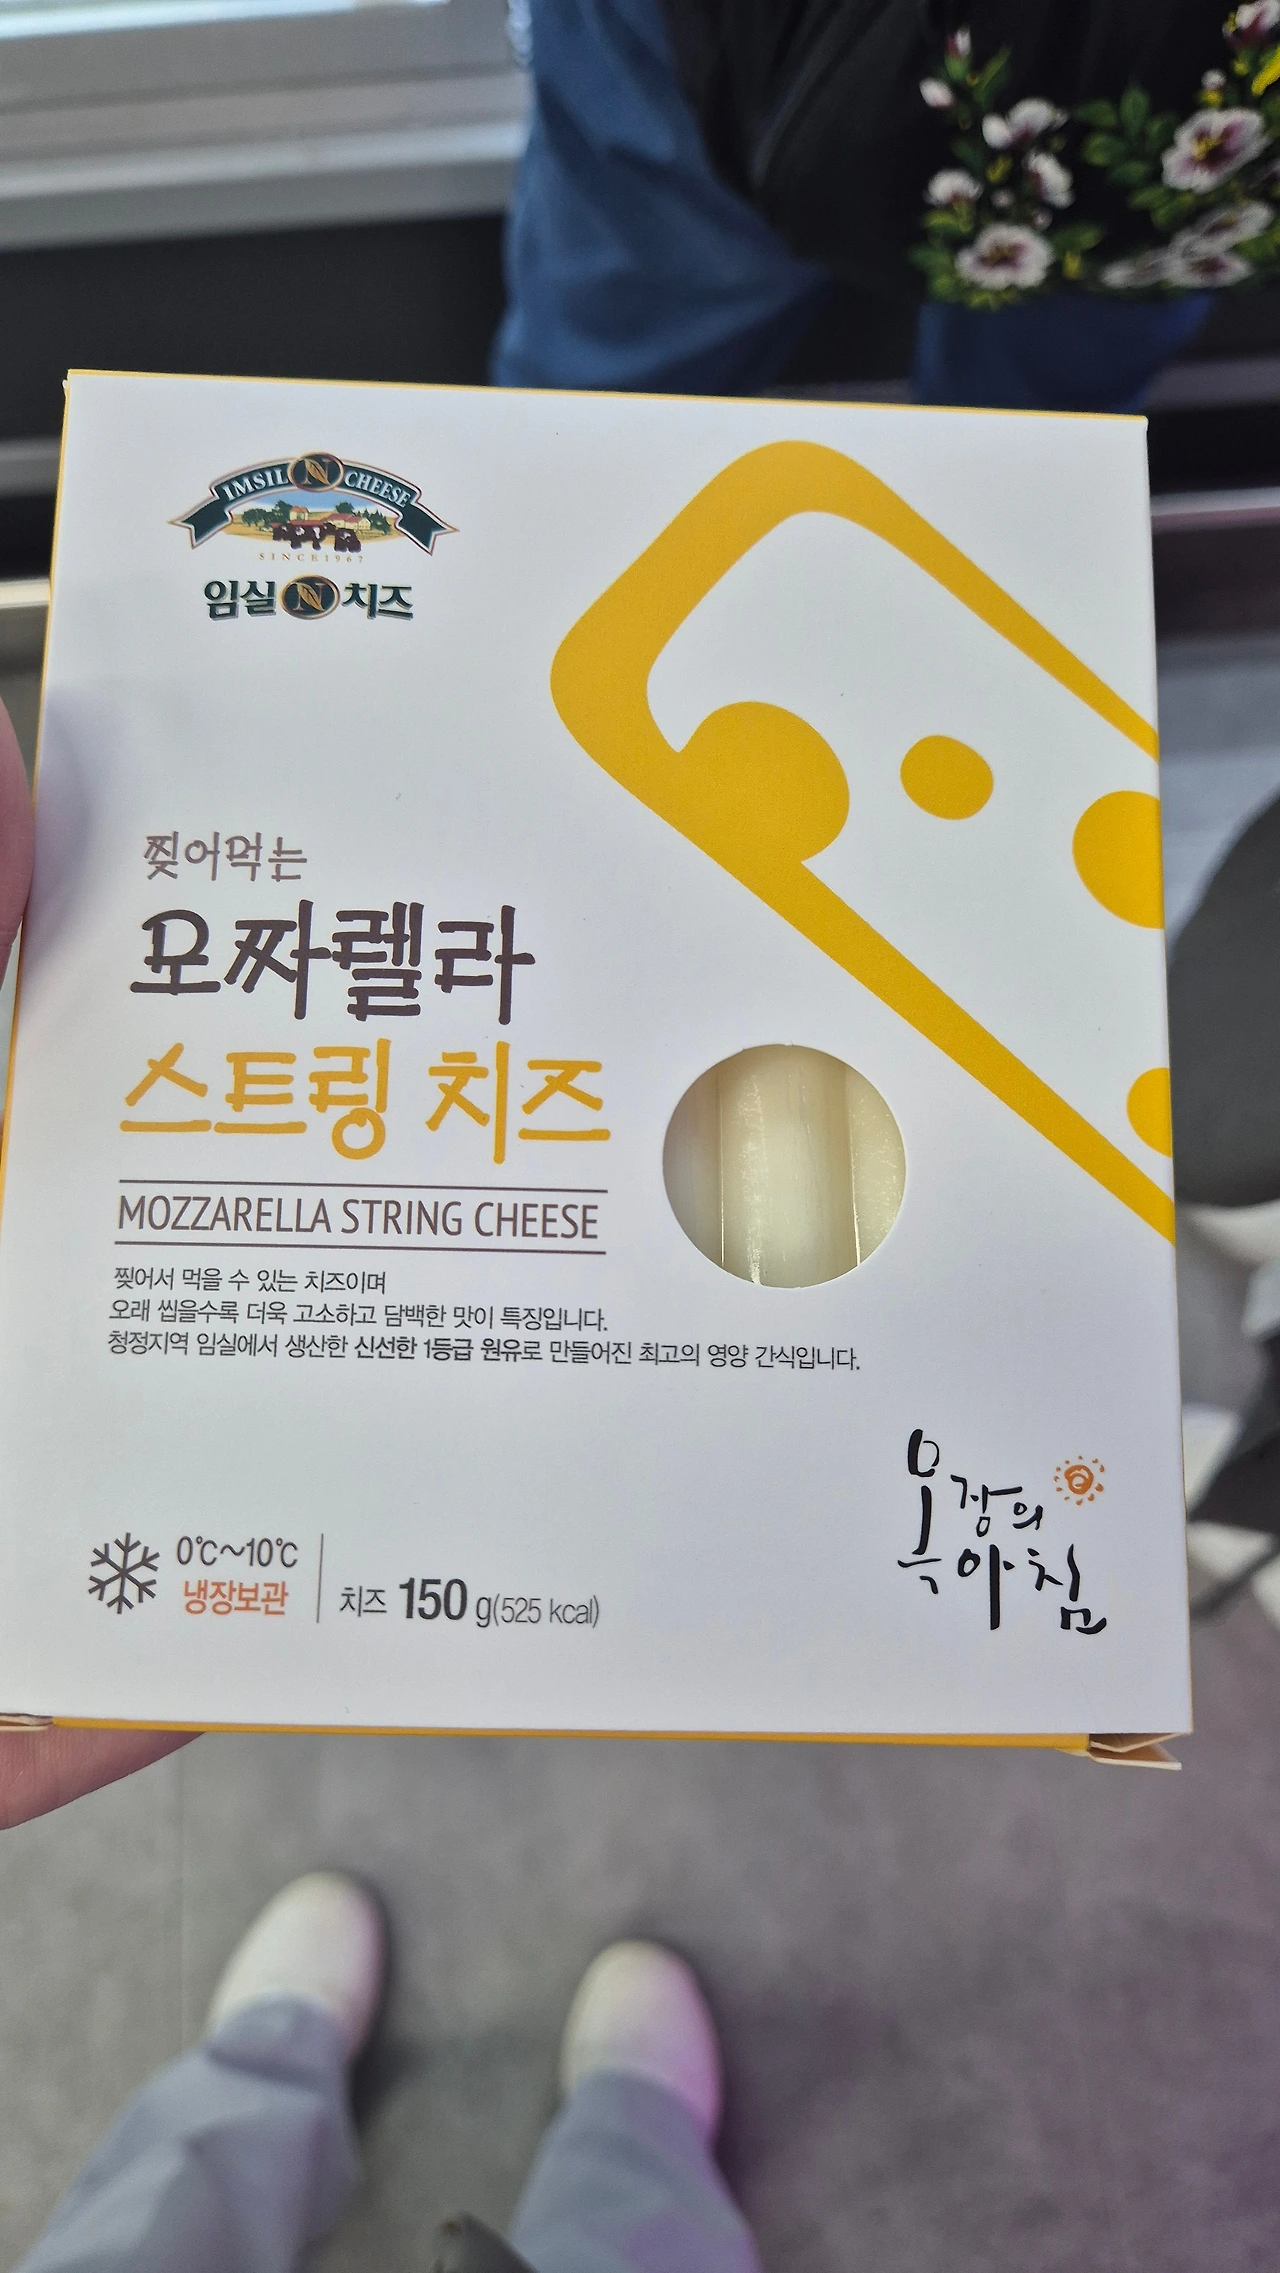 IMSIL N CHEESE
SINCE 1967
임실 N 치즈
찢어먹는
모짜렐라
스트링 치즈
MOZZARELLA STRING CHEESE
찢어서 먹을 수 있는 치즈이며
오래 씹을수록 더욱 고소하고 담백한 맛이 특징입니다.
청정지역 임실에서 생산한 신선한 1등급 원유로 만들어진 최고의 영양 간식입니다.
0℃~10℃
냉장보관
치즈 150 g(525 kcal)
목장의
아침